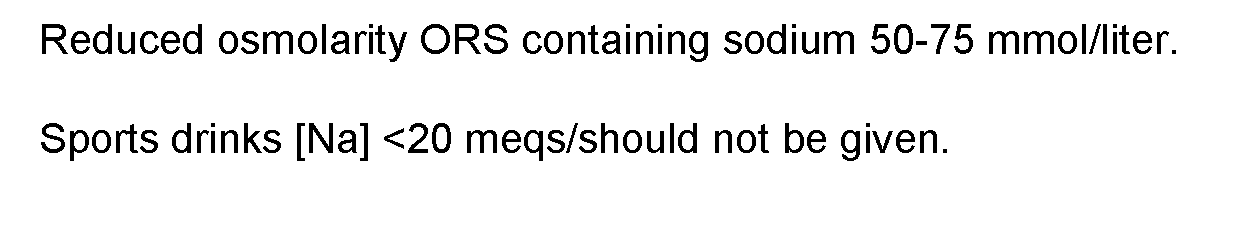 Reduced osmolarity ORS containing sodium 50-75 mmol/liter.
Sports drinks [Na] <20 meqs/should not be given.